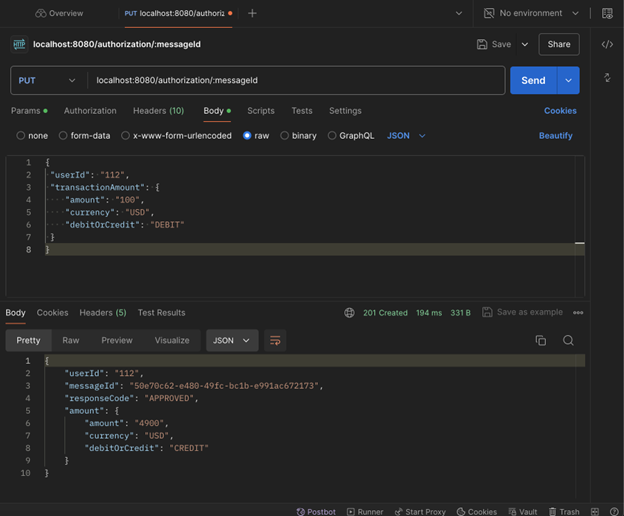 Overview
PUT localhost:8080/authoriz
No environment
HTTP localhost:8080/authorization/:messageId
Save
Share
PUT
localhost:8080/authorization/:messageId
Send
Params
Authorization
Headers (10)
Body
Scripts
Tests
Settings
Cookies
none
form-data
x-www-form-urlencoded
raw
binary
GraphQL
JSON
Beautify
1 {
2 "userId": "112",
3 "transactionAmount": {
4 "amount": "100",
5 "currency": "USD",
6 "debitOrCredit": "DEBIT"
7 }
8 }
Body
Cookies
Headers (5)
Test Results
201 Created
194 ms
331 B
Save as example
Pretty
Raw
Preview
Visualize
JSON
1 {
2 "userId": "112",
3 "messageId": "50e70c62-e480-49fc-bc1b-e991ac672173",
4 "responseCode": "APPROVED",
5 "amount": {
6 "amount": "4900",
7 "currency": "USD",
8 "debitOrCredit": "CREDIT"
9 }
10 }
Postbot
Runner
Start Proxy
Cookies
Vault
Trash